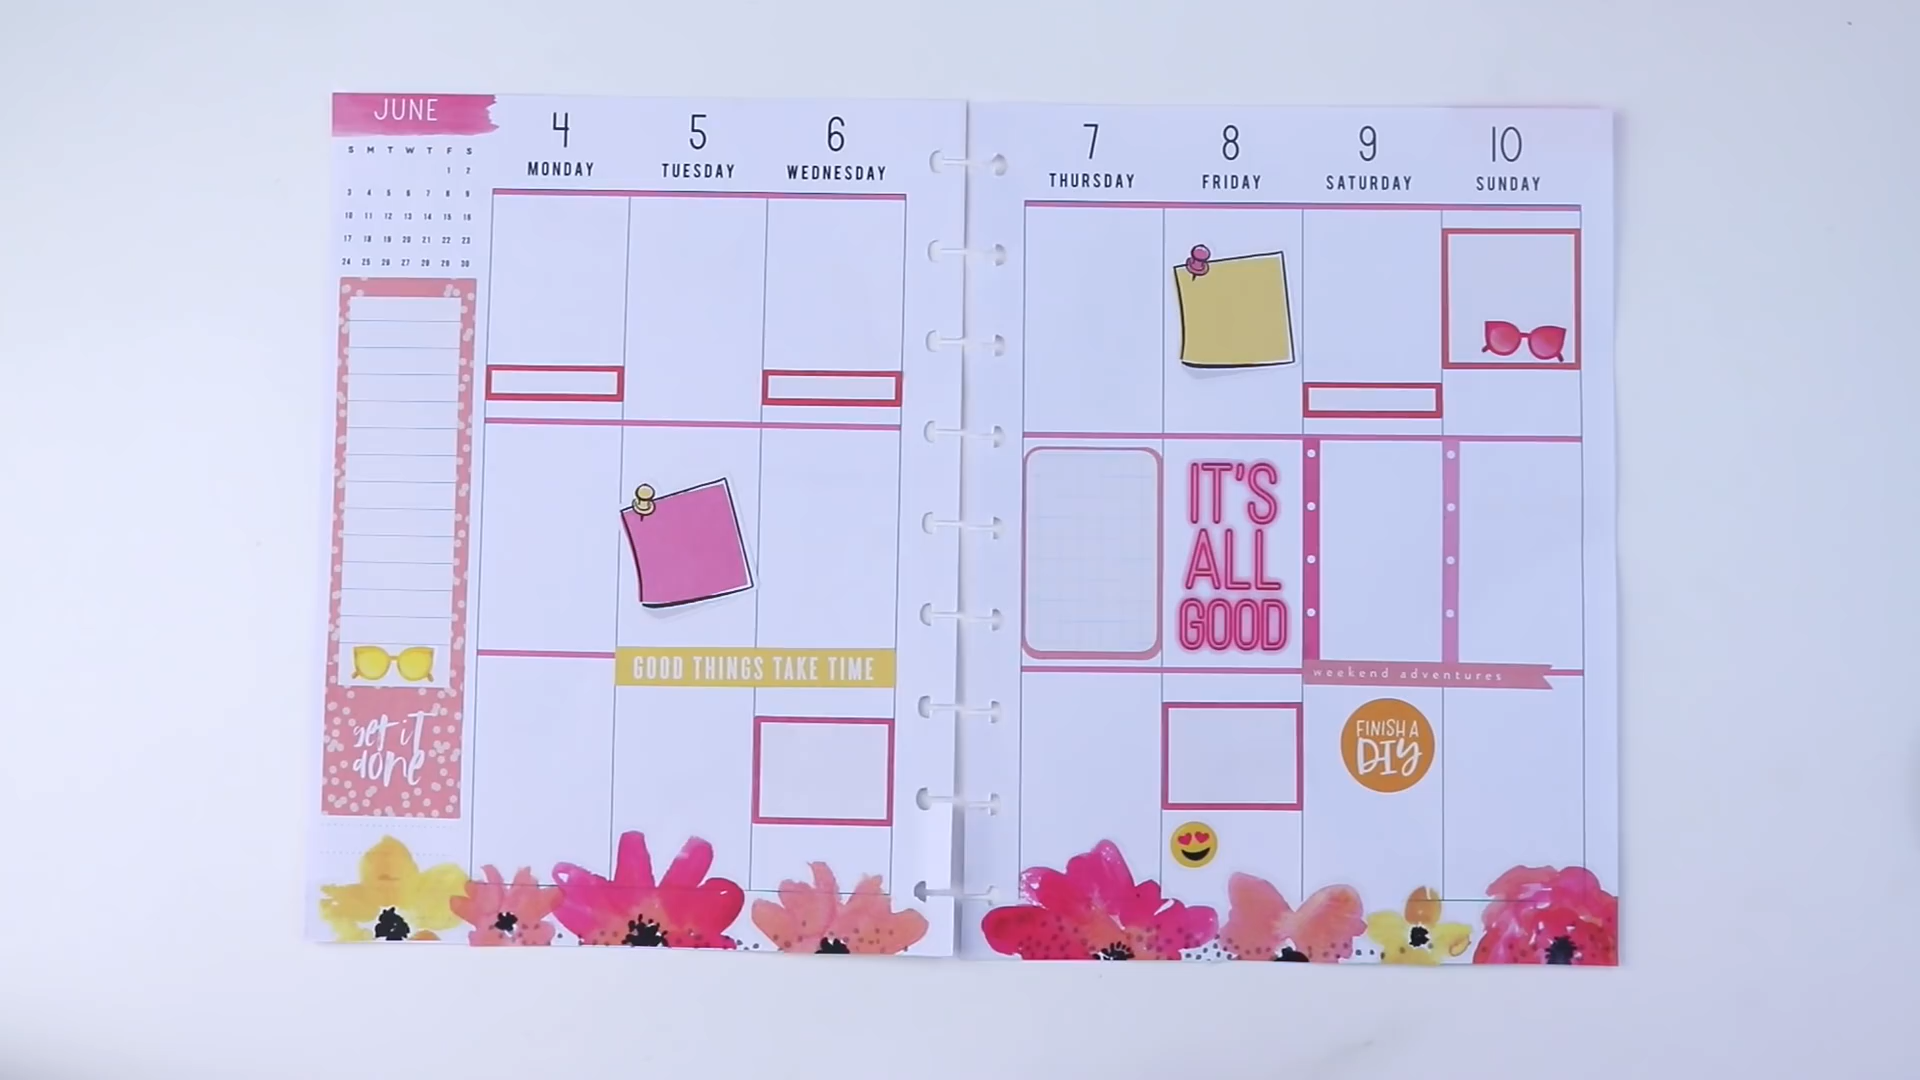 JUNE
S M T W T F S
1 2
3 4 5 6 7 8 9
10 11 12 13 14 15 16
17 18 19 20 21 22 23
24 25 26 27 28 29 30
get it
done
4 5 6
MONDAY TUESDAY WEDNESDAY
GOOD THINGS TAKE TIME
7 8 9 10
THURSDAY FRIDAY SATURDAY SUNDAY
IT'S
ALL
GOOD
weekend adventures
FINISH A
DIY